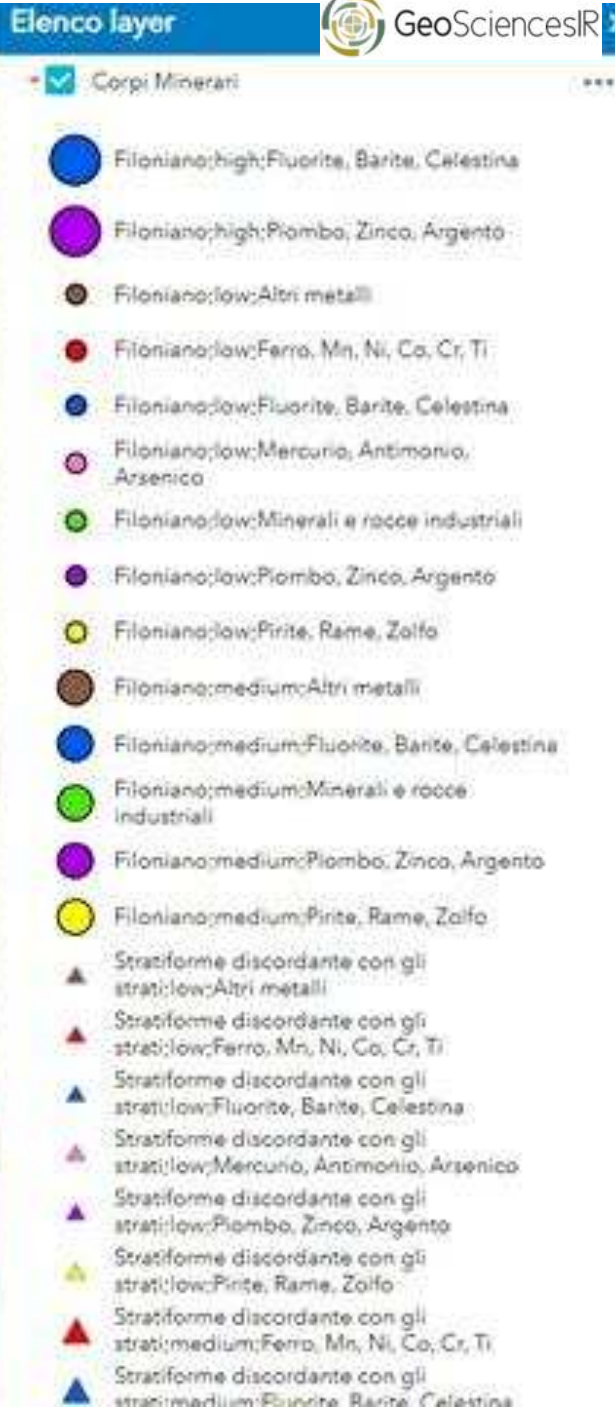 Elenco layer
GeoSciencesIR
Corpi Minerari
Filoniano;high;Fluorite, Barite, Celestina
Filoniano;high;Piombo, Zinco, Argento
Filoniano;low;Altri metalli
Filoniano;low;Ferro, Mn, Ni, Co, Cr, Ti
Filoniano;low;Fluorite, Barite, Celestina
Filoniano;low;Mercurio, Antimonio,
Arsenico
Filoniano;low;Minerali e rocce industriali
Filoniano;low;Piombo, Zinco, Argento
Filoniano;low;Pirite, Rame, Zolfo
Filoniano;medium;Altri metalli
Filoniano;medium;Fluorite, Barite, Celestina
Filoniano;medium;Minerali e rocce
industriali
Filoniano;medium;Piombo, Zinco, Argento
Filoniano;medium;Pirite, Rame, Zolfo
Stratiforme discordante con gli
strati;low;Altri metalli
Stratiforme discordante con gli
strati;low;Ferro, Mn, Ni, Co, Cr, Ti
Stratiforme discordante con gli
strati;low;Fluorite, Barite, Celestina
Stratiforme discordante con gli
strati;low;Mercurio, Antimonio, Arsenico
Stratiforme discordante con gli
strati;low;Piombo, Zinco, Argento
Stratiforme discordante con gli
strati;low;Pirite, Rame, Zolfo
Stratiforme discordante con gli
strati;medium;Ferro, Mn, Ni, Co, Cr, Ti
Stratiforme discordante con gli
strati;medium;Fluorite, Barite, Celestina